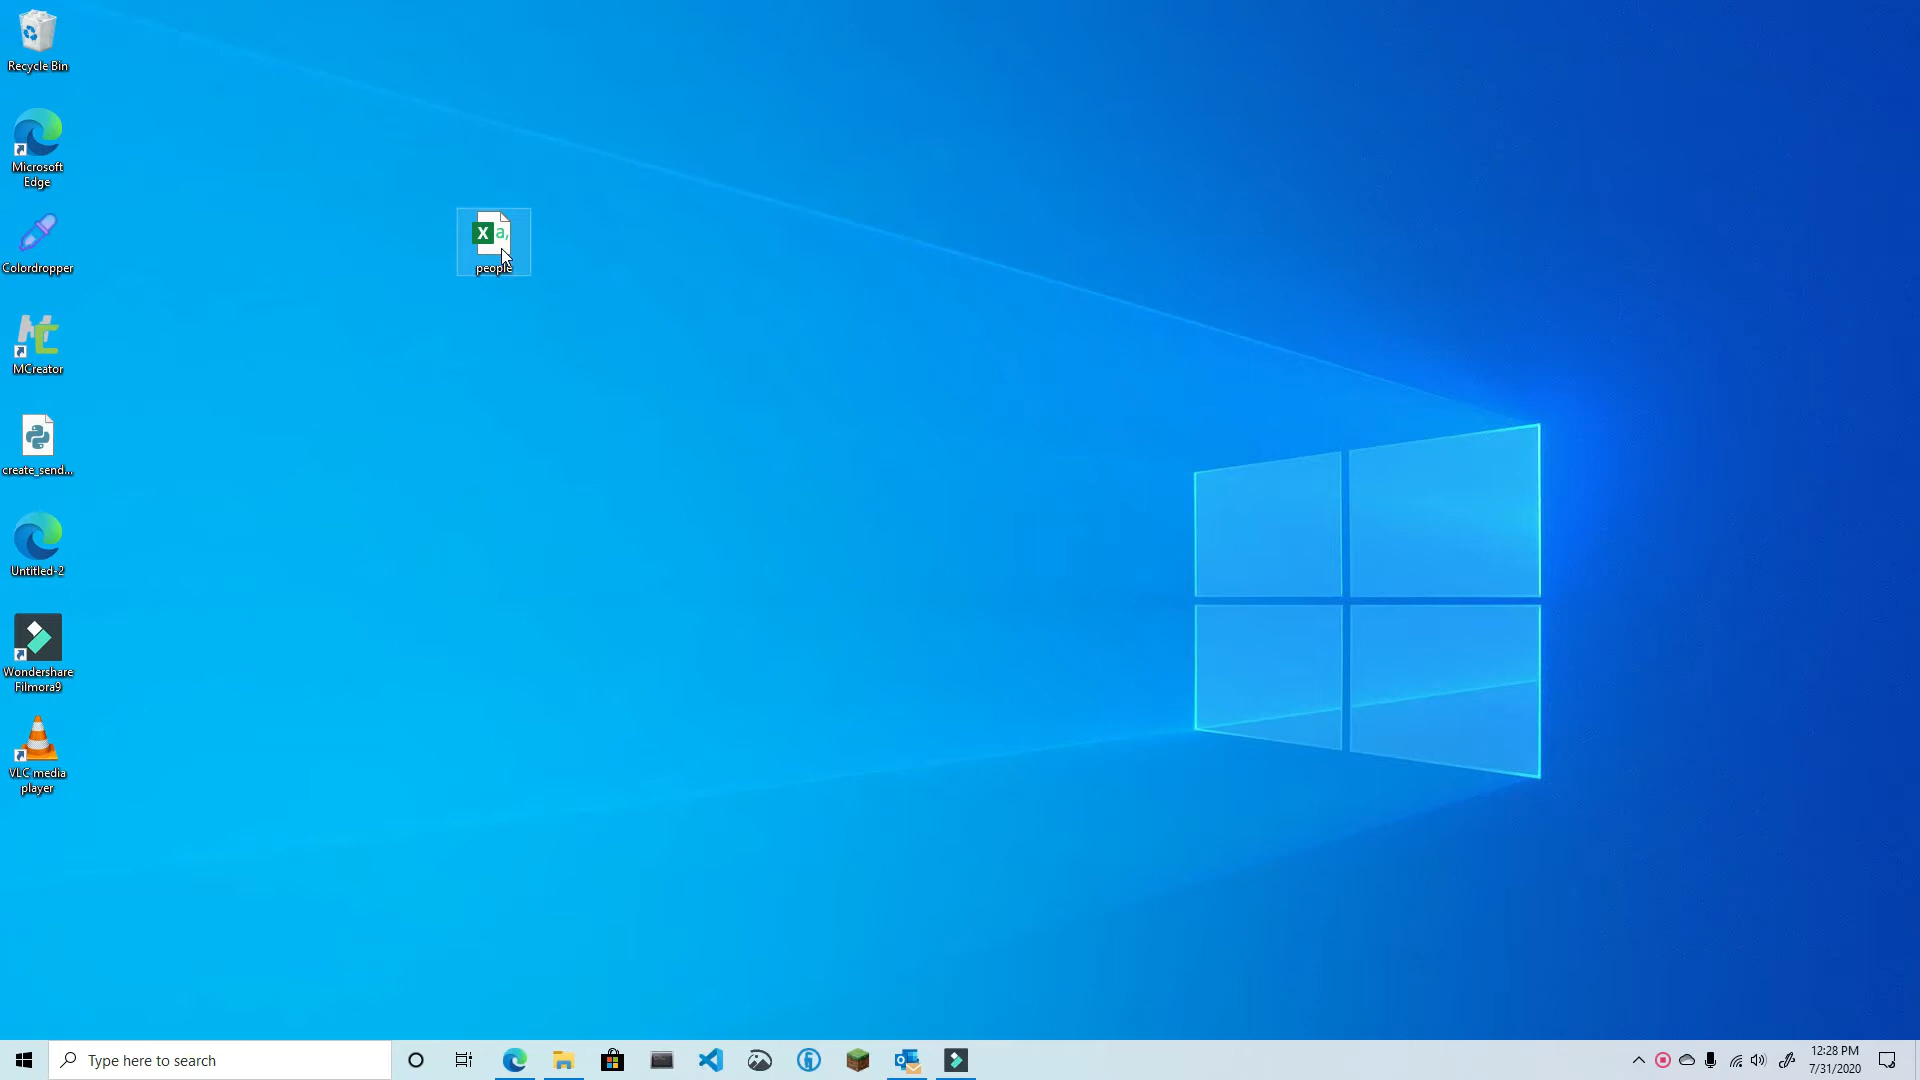 Recycle Bin
Microsoft
Edge
Colordropper
MCreator
create_send...
Untitled-2
Wondershare
Filmora9
VLC media
player
X a,
people
Type here to search
12:28 PM
7/31/2020